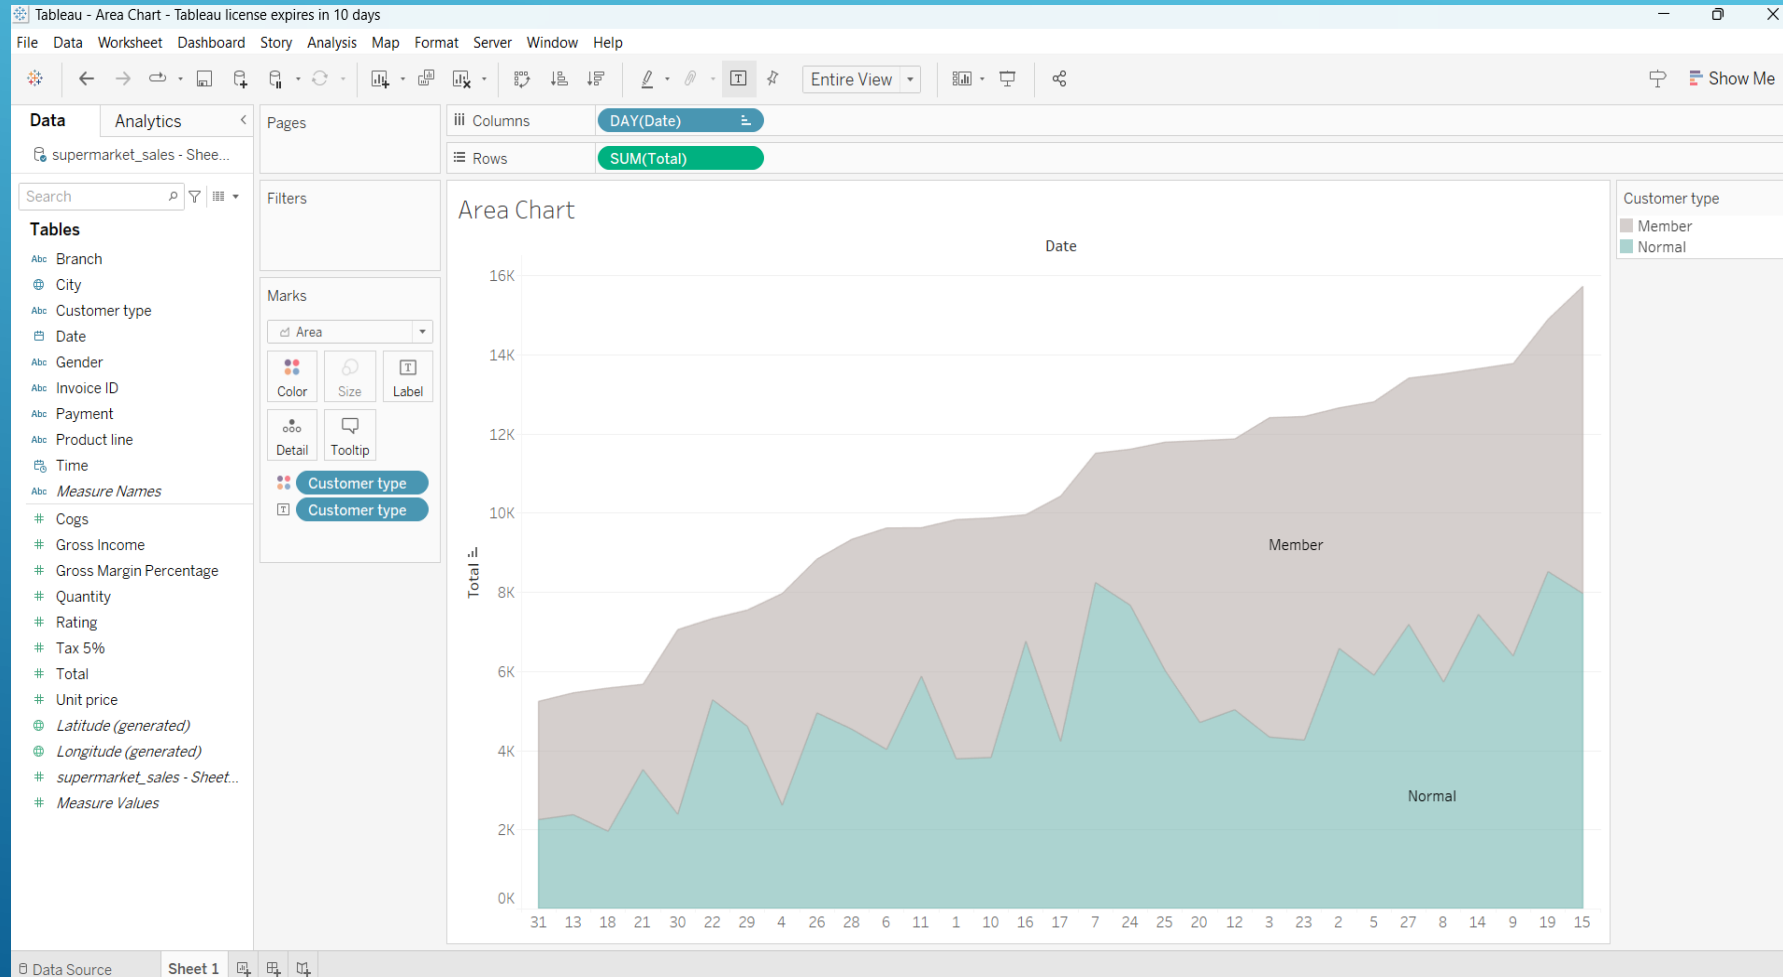 Tableau - Area Chart - Tableau license expires in 10 days
File Data Worksheet Dashboard Story Analysis Map Format Server Window Help
Entire View
Show Me
Data Analytics
supermarket_sales - Shee...
Search
Tables
Abc Branch
City
Abc Customer type
Date
Abc Gender
Abc Invoice ID
Abc Payment
Abc Product line
Time
Abc Measure Names
# Cogs
# Gross Income
# Gross Margin Percentage
# Quantity
# Rating
# Tax 5%
# Total
# Unit price
Latitude (generated)
Longitude (generated)
# supermarket_sales - Sheet...
# Measure Values
Pages
Filters
Marks
Area
Color Size T Label
Detail Tooltip
Customer type
T Customer type
Columns DAY(Date)
Rows SUM(Total)
Area Chart
Date
16K
14K
12K
10K
8K
6K
4K
2K
0K
Total
Member
Normal
31 13 18 21 30 22 29 4 26 28 6 11 1 10 16 17 7 24 25 20 12 3 23 2 5 27 8 14 9 19 15
Customer type
Member
Normal
Data Source Sheet 1